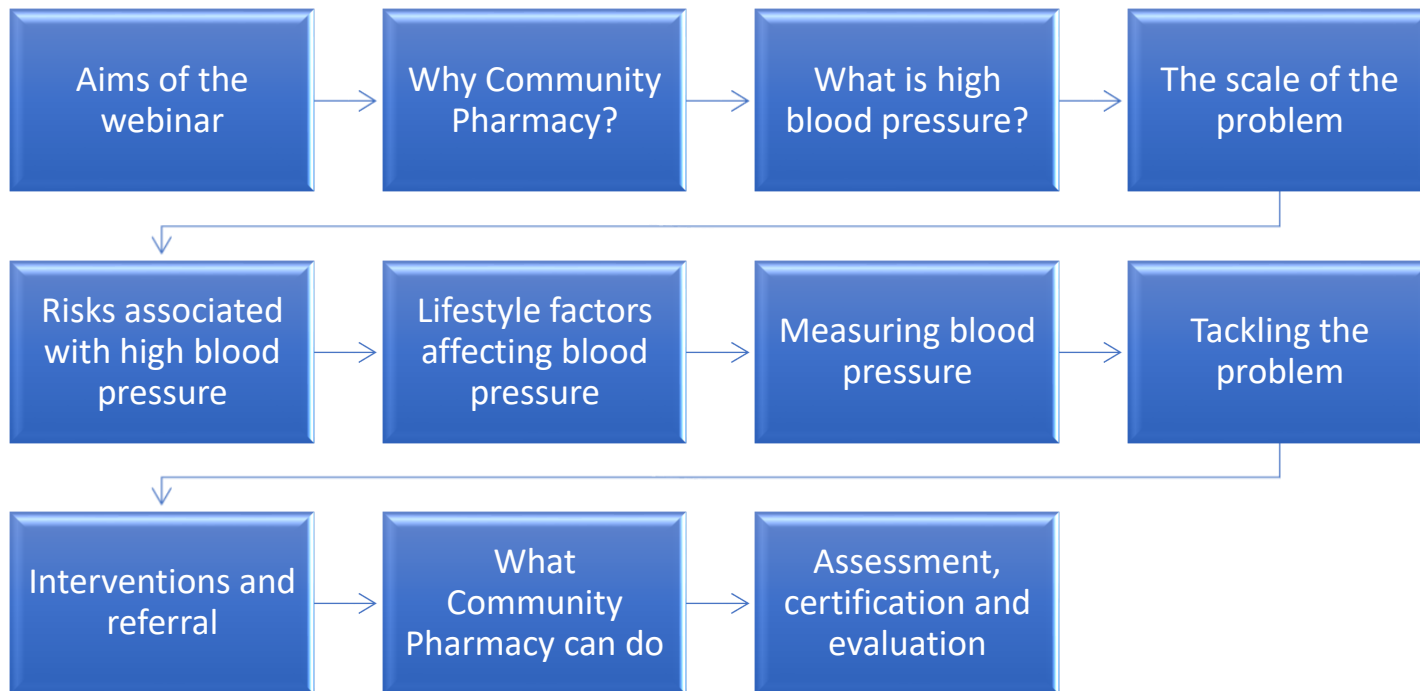 Aims of the
webinar
Why Community
Pharmacy?
What is high
blood pressure?
The scale of the
problem
Risks associated
with high blood
pressure
Lifestyle factors
affecting blood
pressure
Measuring blood
pressure
Tackling the
problem
Interventions and
referral
What
Community
Pharmacy can do
Assessment,
certification and
evaluation